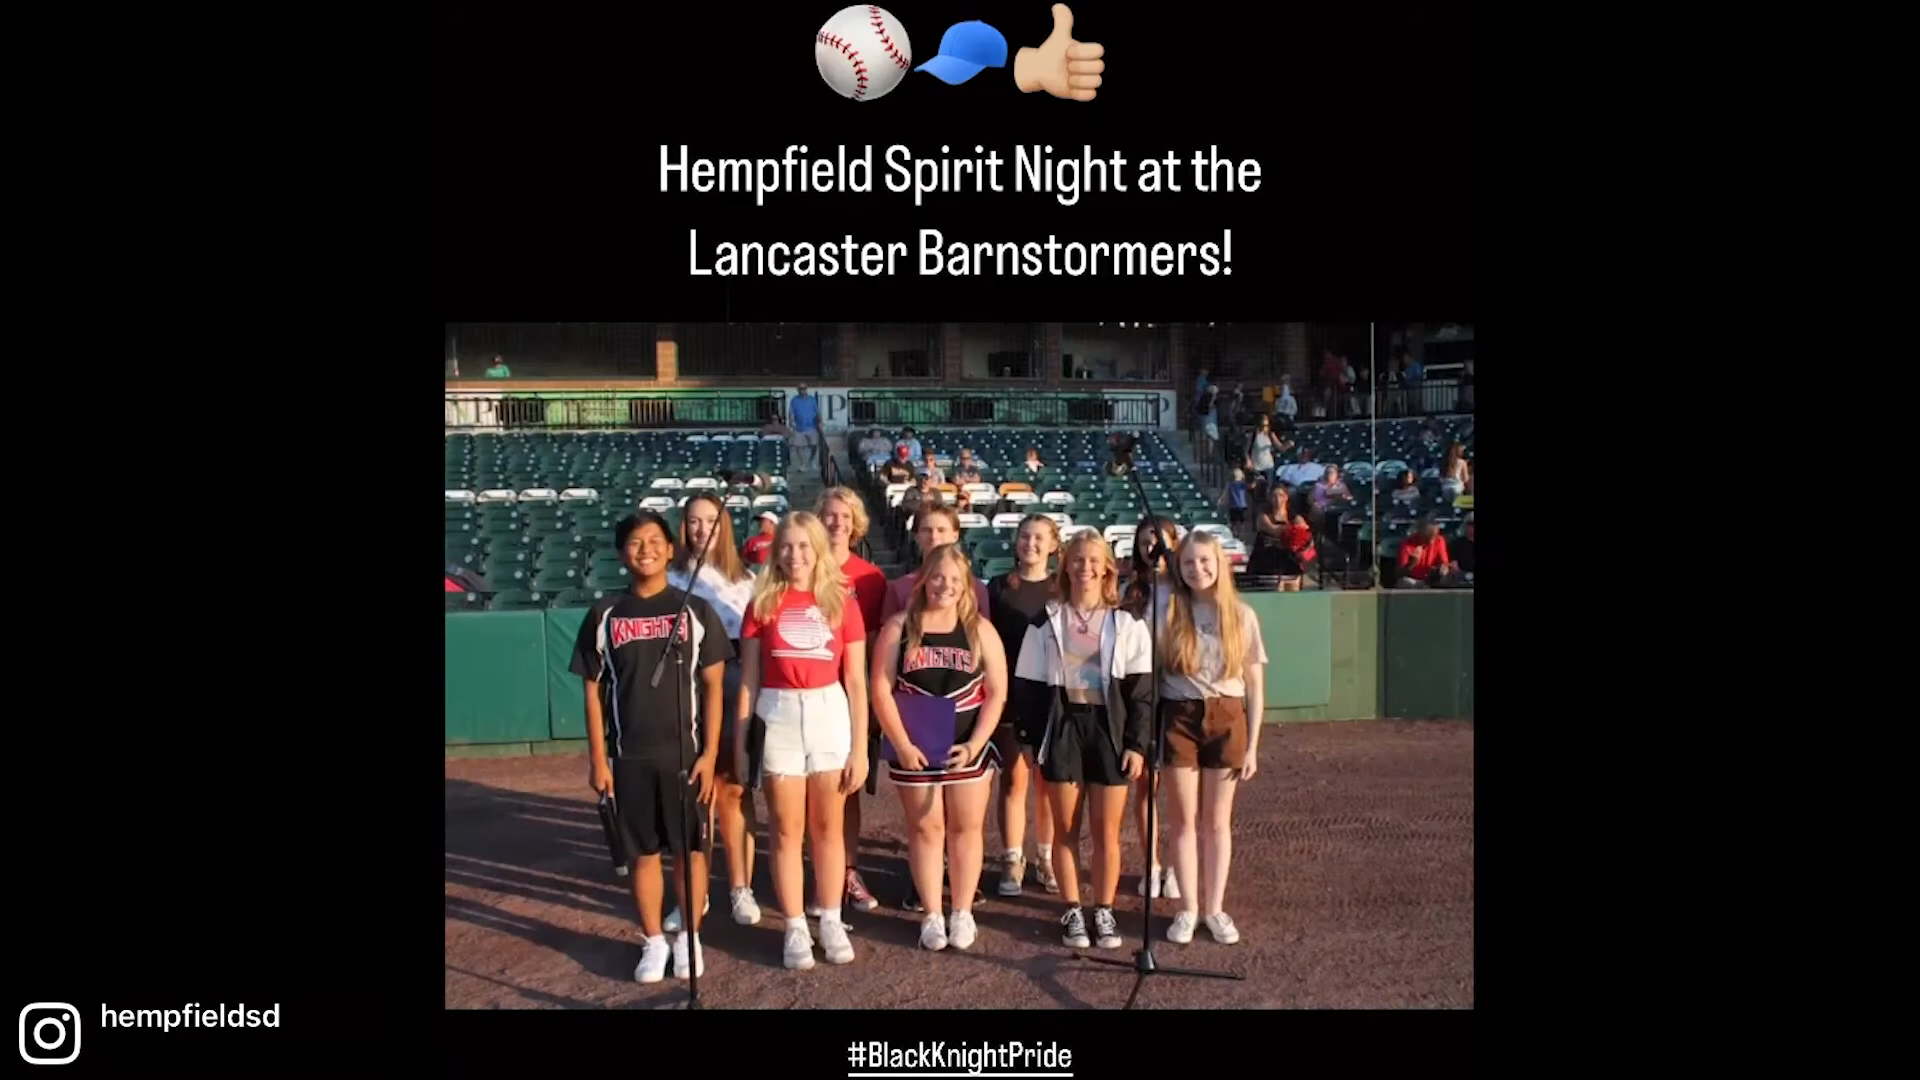 Hempfield Spirit Night at the
Lancaster Barnstormers!
P
P
P
KNIGHTS
KNIGHTS
hempfieldsd
#BlackKnightPride